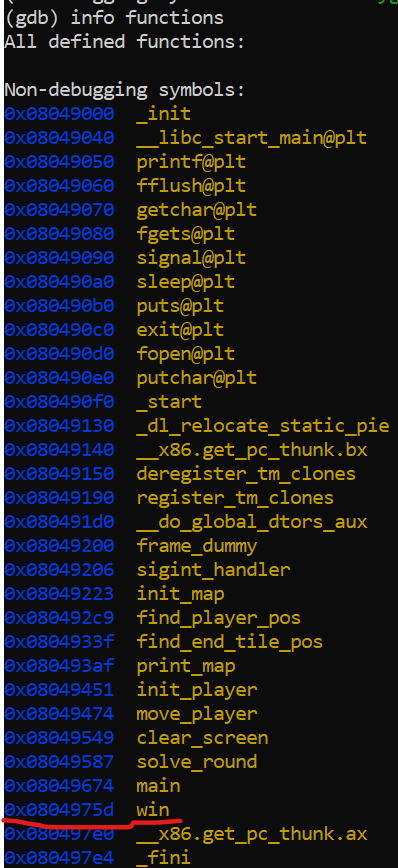 (gdb) info functions
All defined functions:
Non-debugging symbols:
0x08049000 _init
0x08049040 __libc_start_main@plt
0x08049050 printf@plt
0x08049060 fflush@plt
0x08049070 getchar@plt
0x08049080 fgets@plt
0x08049090 signal@plt
0x080490a0 sleep@plt
0x080490b0 puts@plt
0x080490c0 exit@plt
0x080490d0 fopen@plt
0x080490e0 putchar@plt
0x080490f0 _start
0x08049130 _dl_relocate_static_pie
0x08049140 __x86.get_pc_thunk.bx
0x08049150 deregister_tm_clones
0x08049190 register_tm_clones
0x080491d0 __do_global_dtors_aux
0x08049200 frame_dummy
0x08049206 sigint_handler
0x08049223 init_map
0x080492c9 find_player_pos
0x0804933f find_end_tile_pos
0x080493af print_map
0x08049451 init_player
0x08049474 move_player
0x08049549 clear_screen
0x08049587 solve_round
0x08049674 main
0x0804975d win
0x080497e0 __x86.get_pc_thunk.ax
0x080497e4 _fini